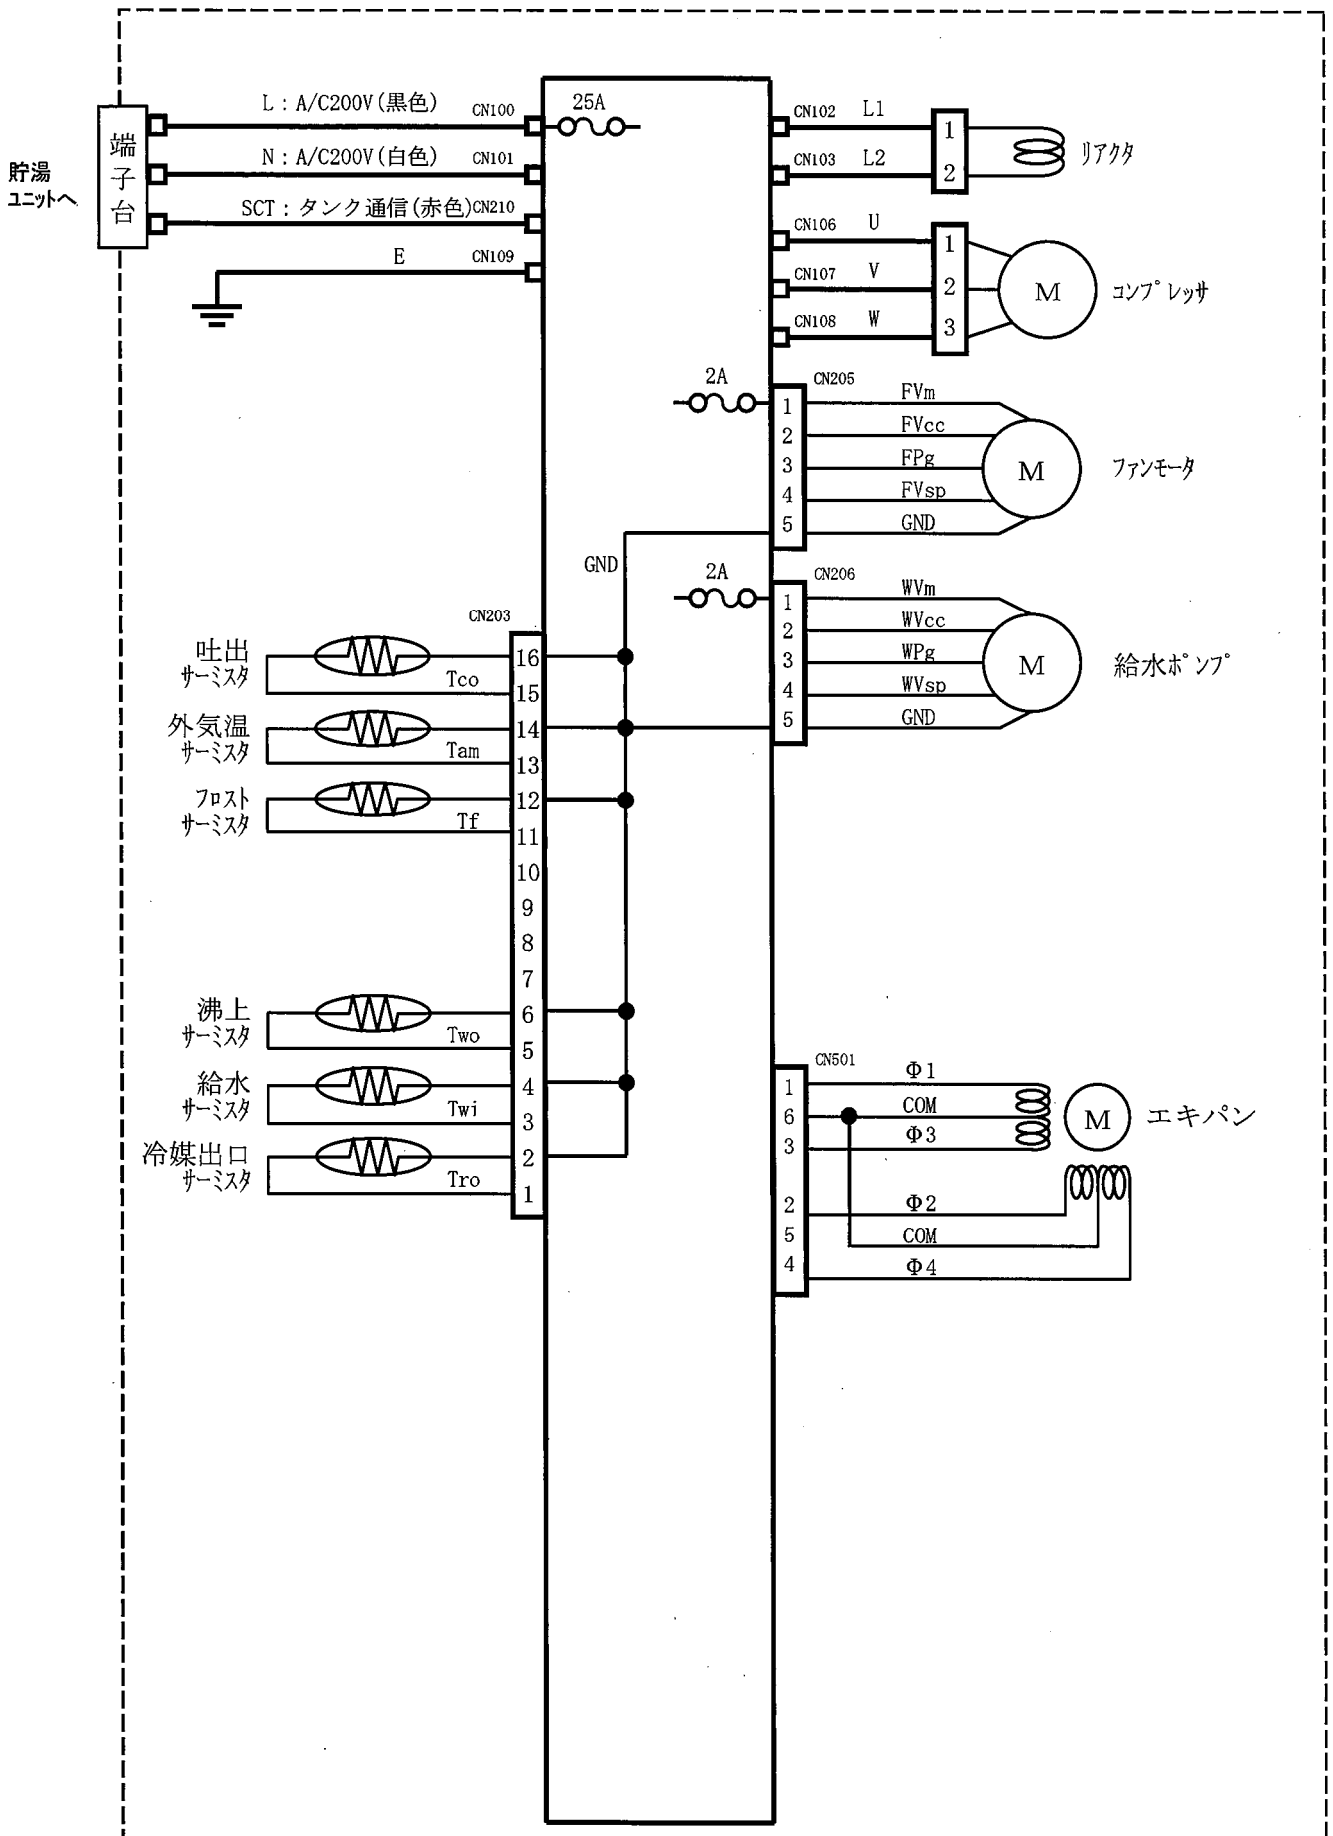 貯湯
ユニットへ
端子台
L：A/C200V(黒色)
CN100
N：A/C200V(白色)
CN101
SCT：タンク通信(赤色)CN210
E
CN109
25A
CN102
L1
CN103
L2
1
2
リアクタ
CN106
U
CN107
V
CN108
W
1
2
3
M
コンプレッサ
2A
CN205
1
2
3
4
5
FVm
FVcc
FPg
FVsp
GND
M
ファンモータ
GND
2A
CN206
1
2
3
4
5
WVm
WVcc
WPg
WVsp
GND
M
給水ポンプ
CN203
吐出
サーミスタ
Tco
外気温
サーミスタ
Tam
フロスト
サーミスタ
Tf
沸上
サーミスタ
Two
給水
サーミスタ
Twi
冷媒出口
サーミスタ
Tro
16
15
14
13
12
11
10
9
8
7
6
5
4
3
2
1
CN501
1
6
3
2
5
4
Φ1
COM
Φ3
Φ2
COM
Φ4
M
エキパン